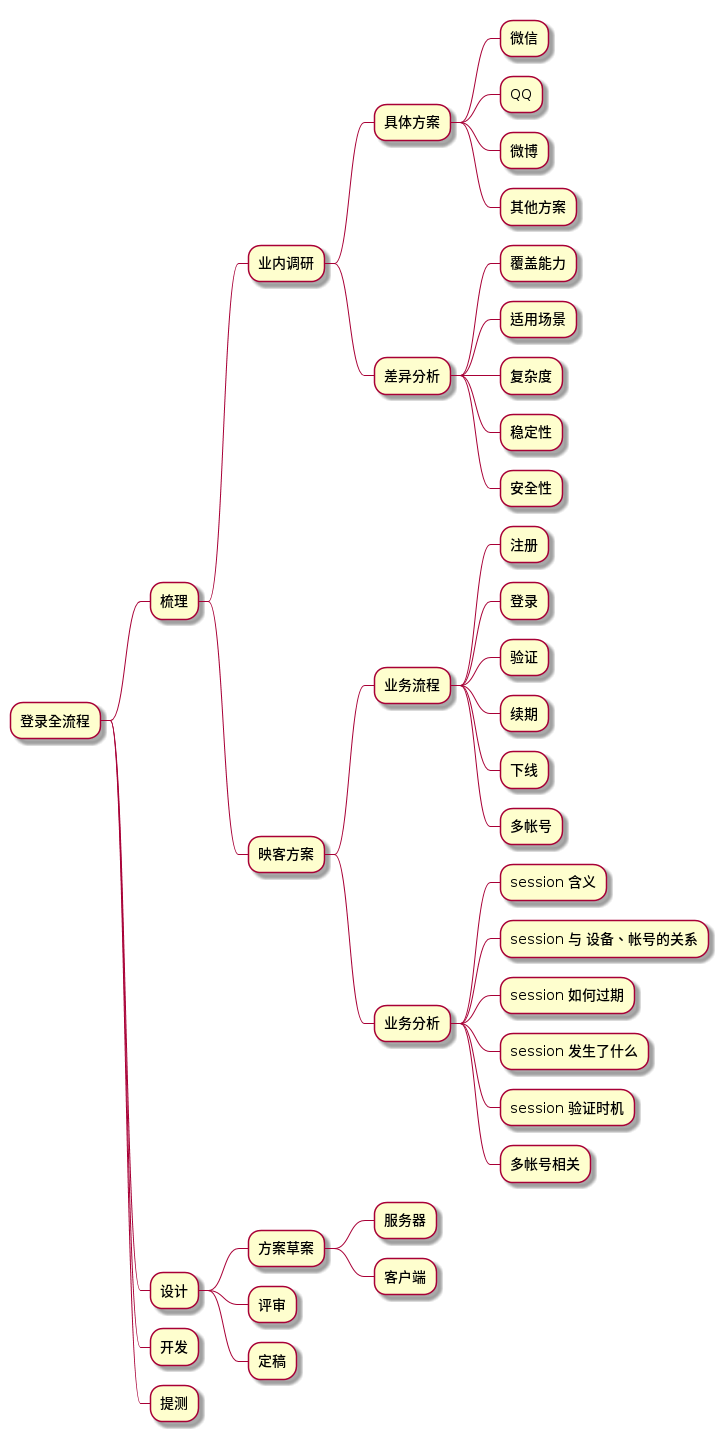 登录全流程
梳理
业内调研
具体方案
微信
QQ
微博
其他方案
差异分析
覆盖能力
适用场景
复杂度
稳定性
安全性
映客方案
业务流程
注册
登录
验证
续期
下线
多帐号
业务分析
session 含义
session 与 设备、帐号的关系
session 如何过期
session 发生了什么
session 验证时机
多帐号相关
设计
方案草案
服务器
客户端
评审
定稿
开发
提测